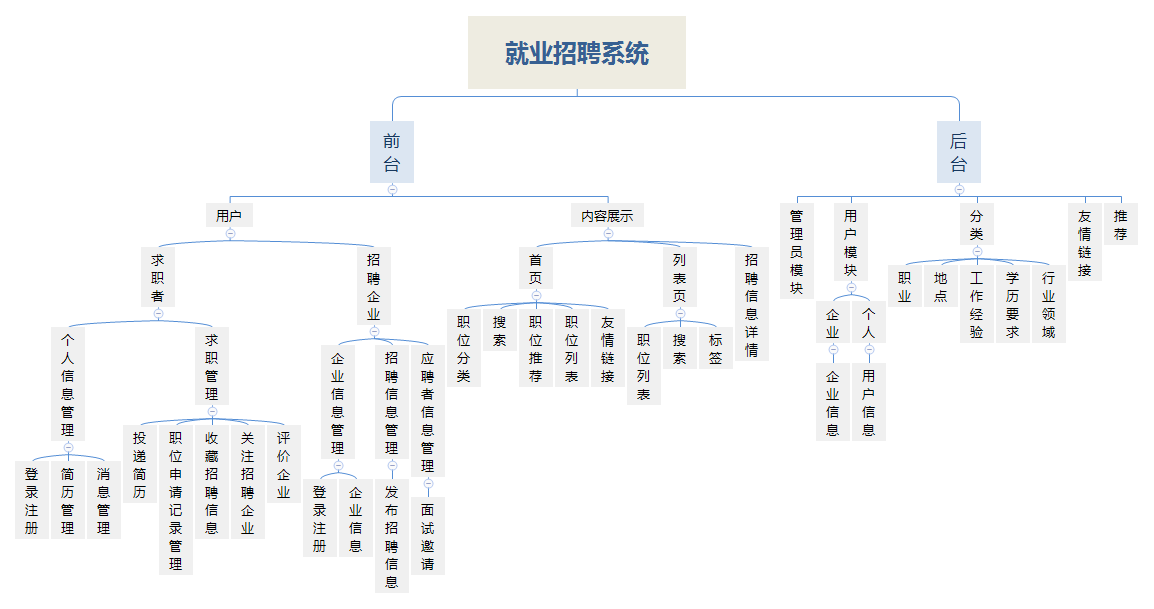 就业招聘系统
前台
后台
用户
内容展示
管理员模块
用户模块
分类
友情链接
推荐
求职者
招聘企业
首页
列表页
招聘信息详情
职业
地点
工作经验
学历要求
行业领域
企业
个人
企业信息
用户信息
个人信息管理
求职管理
企业信息管理
招聘信息管理
应聘者信息管理
职位分类
搜索
职位推荐
职位列表
友情链接
职位列表
搜索
标签
登录注册
简历管理
消息管理
投递简历
职位申请记录管理
收藏招聘信息
关注招聘企业
评价企业
登录注册
企业信息
发布招聘信息
面试邀请